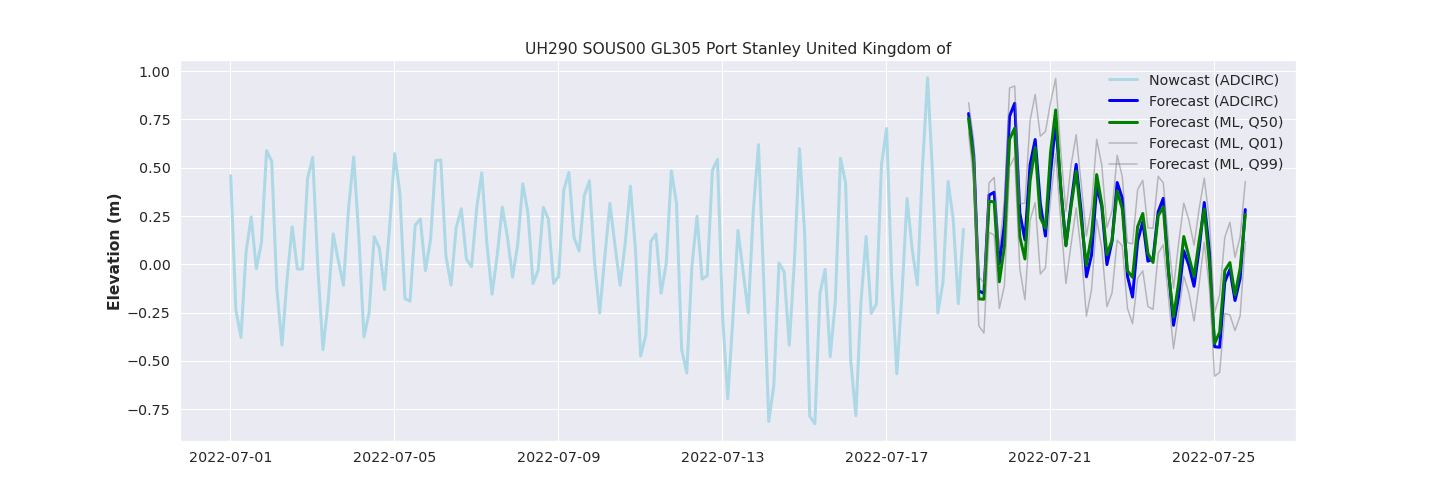 UH290 SOUS00 GL305 Port Stanley United Kingdom of
Elevation (m)
1.00
0.75
0.50
0.25
0.00
−0.25
−0.50
−0.75
Nowcast (ADCIRC)
Forecast (ADCIRC)
Forecast (ML, Q50)
Forecast (ML, Q01)
Forecast (ML, Q99)
2022-07-01
2022-07-05
2022-07-09
2022-07-13
2022-07-17
2022-07-21
2022-07-25